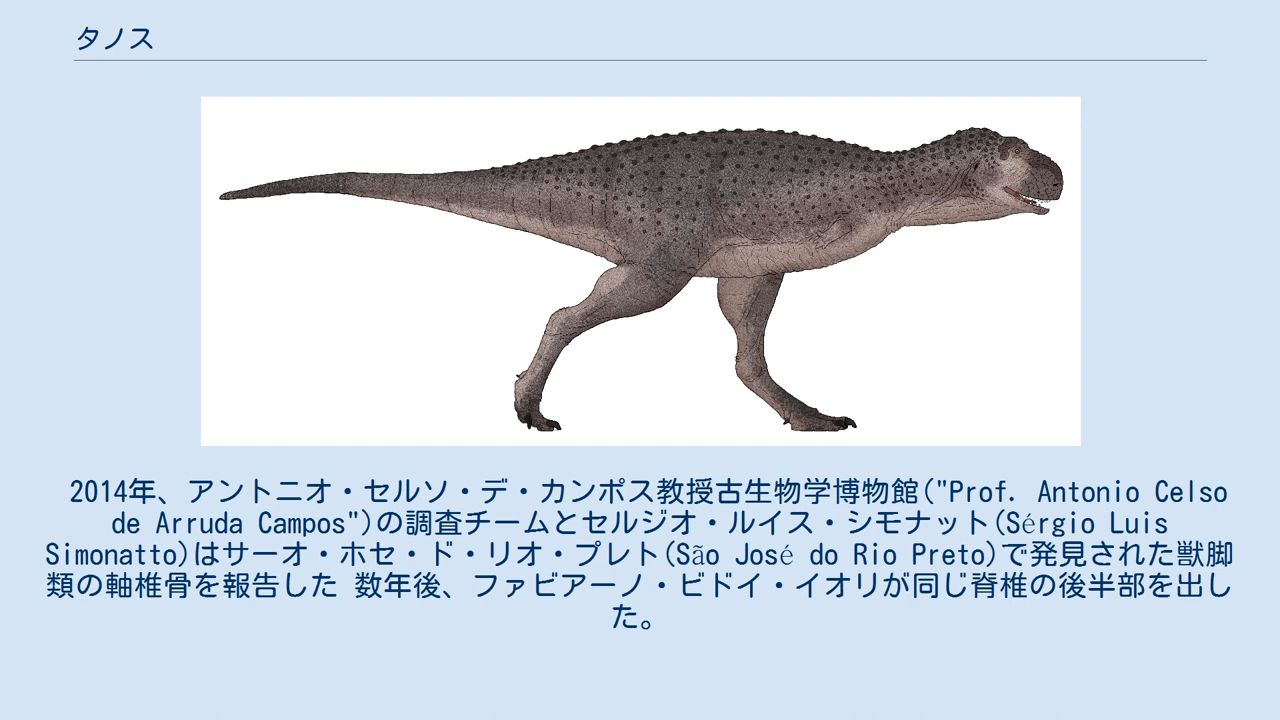 タノス
2014年、アントニオ・セルソ・デ・カンポス教授古生物学博物館("Prof. Antonio Celso
de Arruda Campos")の調査チームとセルジオ・ルイス・シモナット(Sérgio Luis
Simonatto)はサーオ・ホセ・ド・リオ・プレト(São José do Rio Preto)で発見された獣脚
類の軸椎骨を報告した 数年後、ファビアーノ・ビドイ・イオリが同じ脊椎の後半部を出し
た。